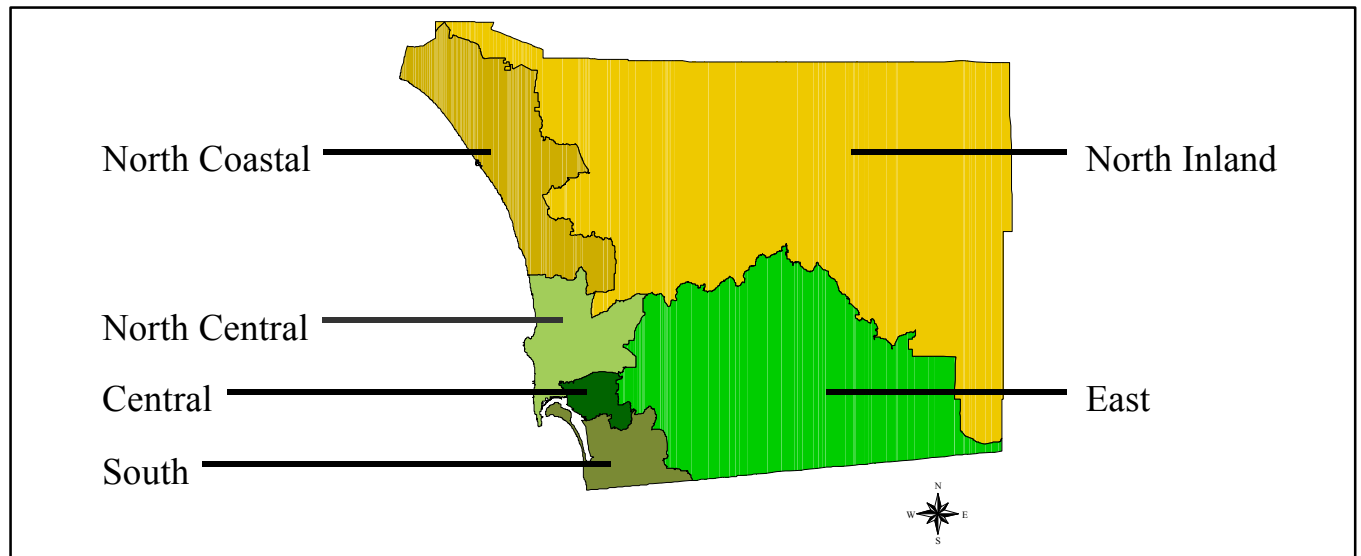 North Coastal
North Inland
North Central
Central
East
South
N
W E
S